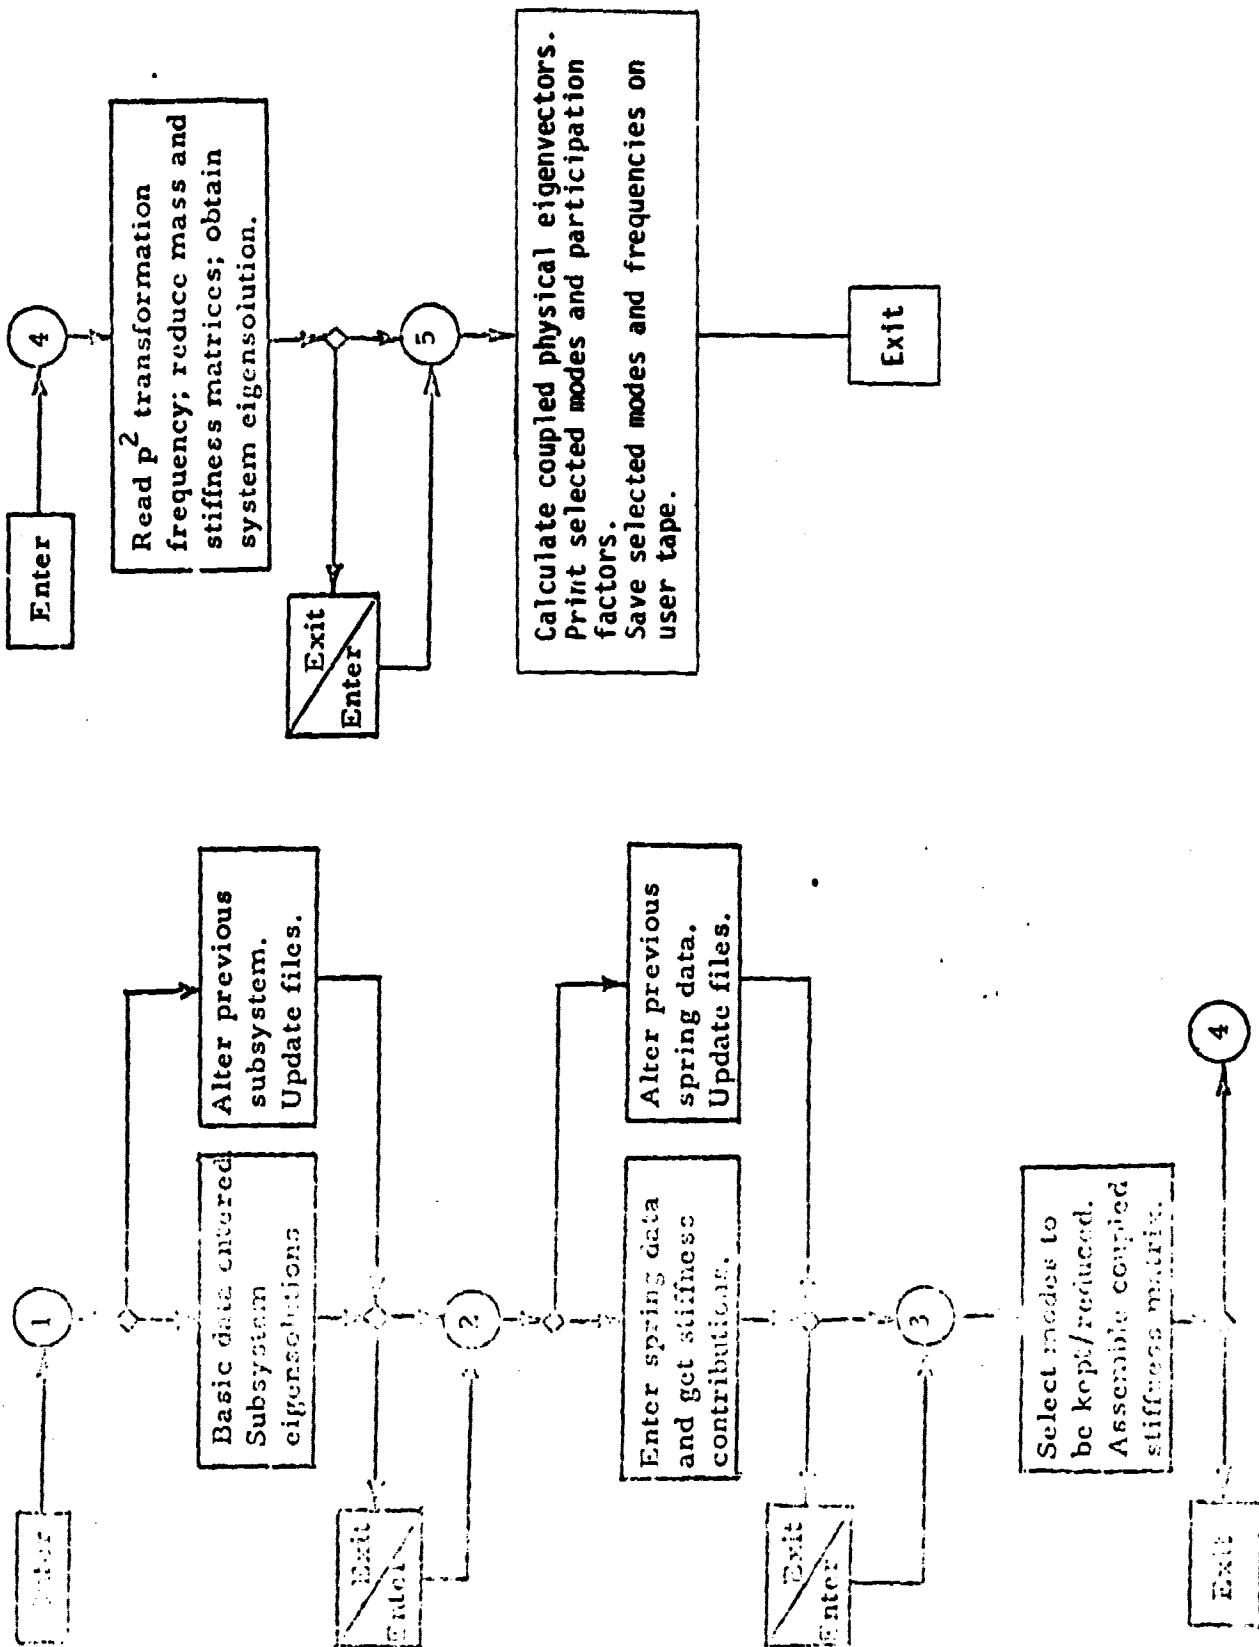 Enter
1
Basic data entered
Subsystem
eigensolutions
Alter previous
subsystem.
Update files.
Exit
Enter
2
Enter spring data
and get stiffness
contributions.
Alter previous
spring data.
Update files.
Exit
Enter
3
Select modes to
be kept/reduced.
Assemble coupled
stiffness matrix.
Exit
4
Enter
4
Read p² transformation
frequency; reduce mass and
stiffness matrices; obtain
system eigensolution.
Exit
Enter
5
Calculate coupled physical eigenvectors.
Print selected modes and participation
factors.
Save selected modes and frequencies on
user tape.
Exit